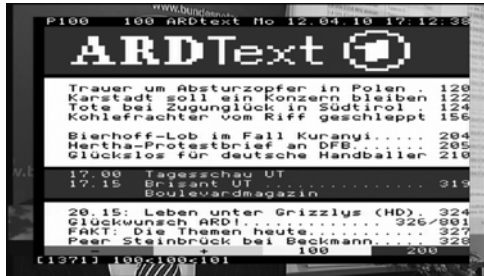 www.bundesnetz
P100 100 ARDtext Mo 12.04.10 17:12:38
ARDText 1
Trauer um Absturzopfer in Polen . 120
Karstadt soll ein Konzern bleiben 122
Tote bei Zugunglück in Südtirol . 124
Kohlefrachter vom Riff geschleppt 156
Bierhoff-Lob im Fall Kuranyi..... 204
Hertha-Protestbrief an DFB....... 205
Glückslos für deutsche Handballer 210
17.00 Tagesschau UT
17.15 Brisant UT ................ 319
Boulevardmagazin
20.15: Leben unter Grizzlys (HD). 324
Glückwunsch ARD!............. 326/801
FAKT: Die Themen heute........... 327
Peer Steinbrück bei Beckmann..... 328
- + 100 200
[1371] 100<100<101